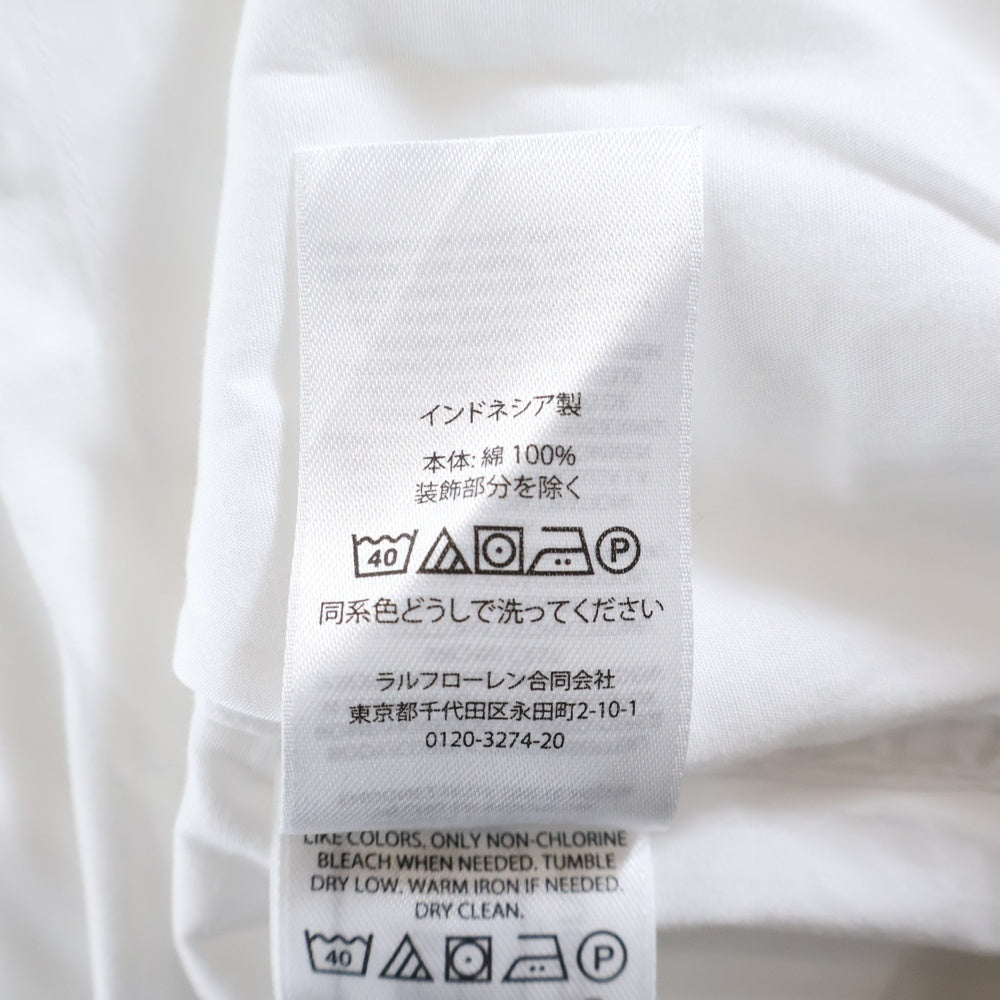 インドネシア製
本体: 綿 100%
装飾部分を除く
40 P
同系色どうしで洗ってください
ラルフローレン合同会社
東京都千代田区永田町2-10-1
0120-3274-20
LIKE COLORS. ONLY NON-CHLORINE
BLEACH WHEN NEEDED. TUMBLE
DRY LOW. WARM IRON IF NEEDED.
DRY CLEAN.
40 P